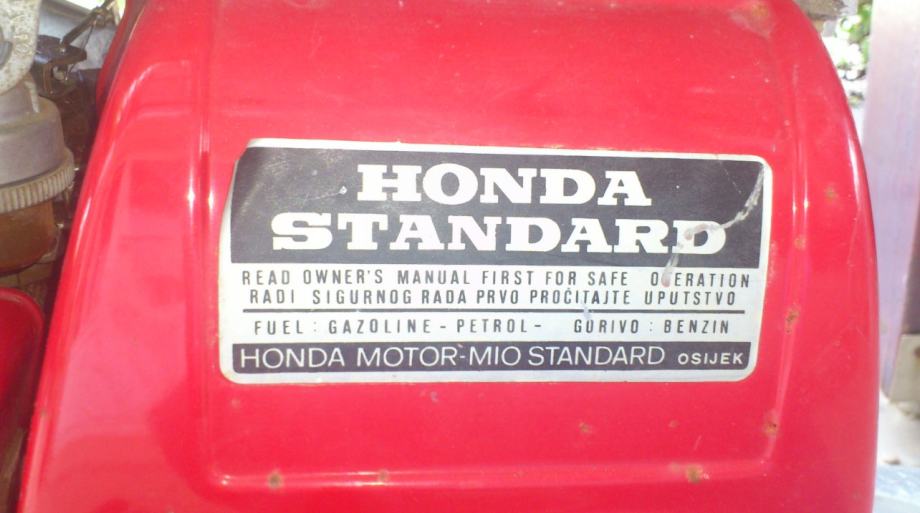 HONDA
STANDARD
READ OWNER'S MANUAL FIRST FOR SAFE OPERATION
RADI SIGURNOG RADA PRVO PROČITAJTE UPUTSTVO
FUEL : GAZOLINE - PETROL - GORIVO : BENZIN
HONDA MOTOR-MIO STANDARD OSIJEK